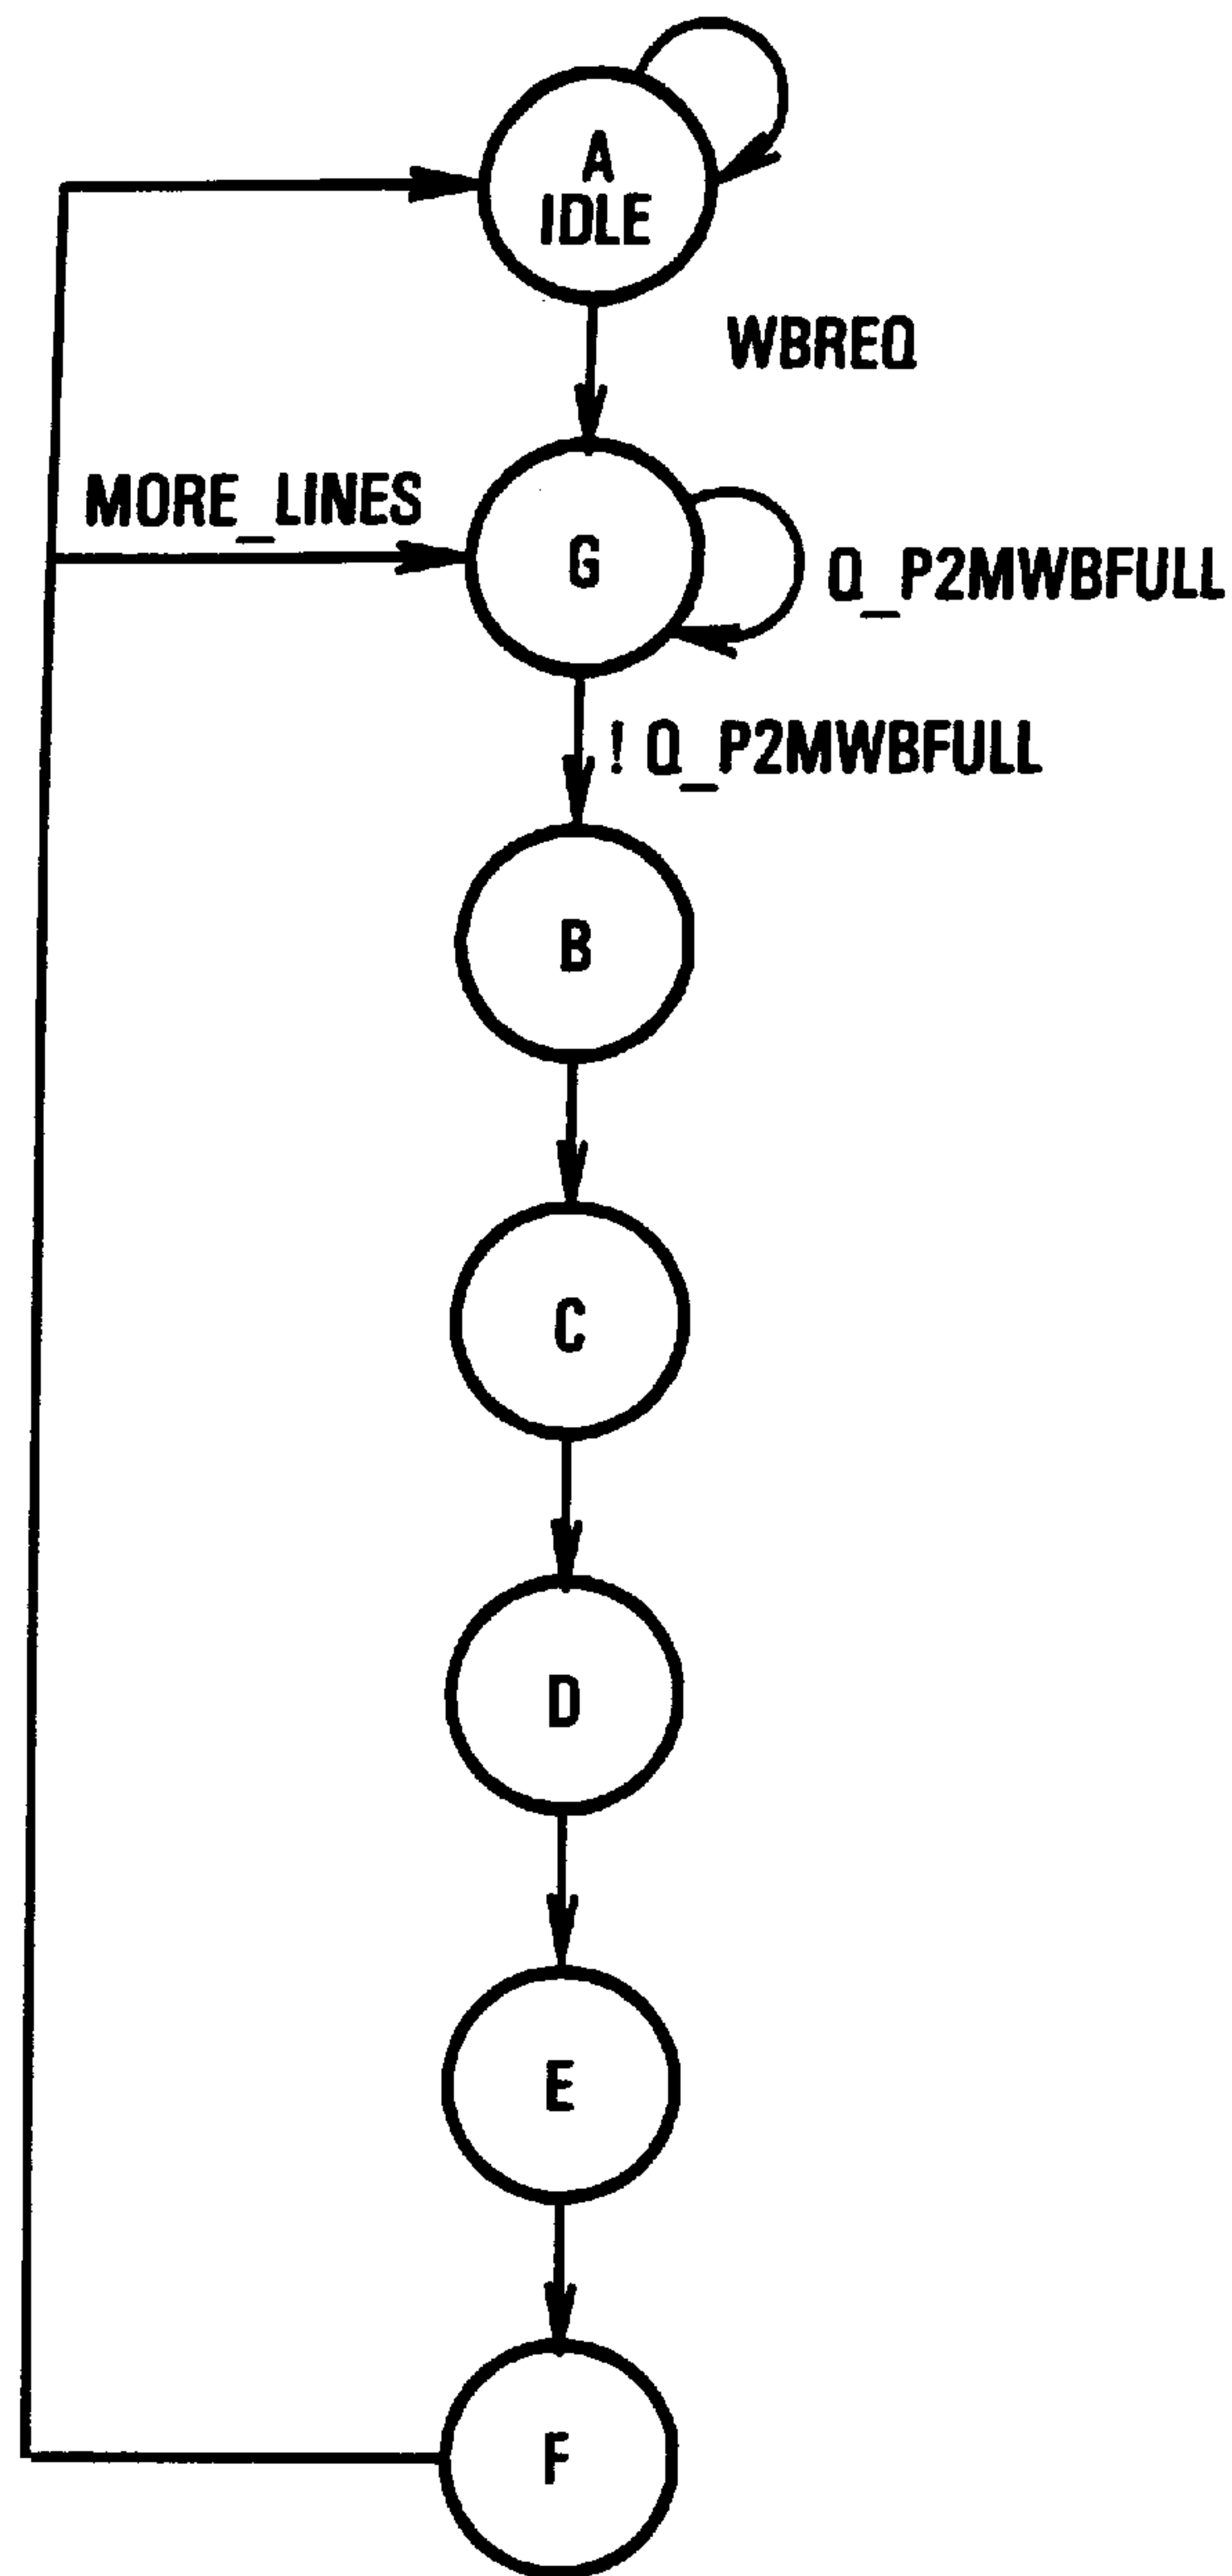 A
IDLE
WBREQ
MORE_LINES
G
Q_P2MWBFULL
! Q_P2MWBFULL
B
C
D
E
F